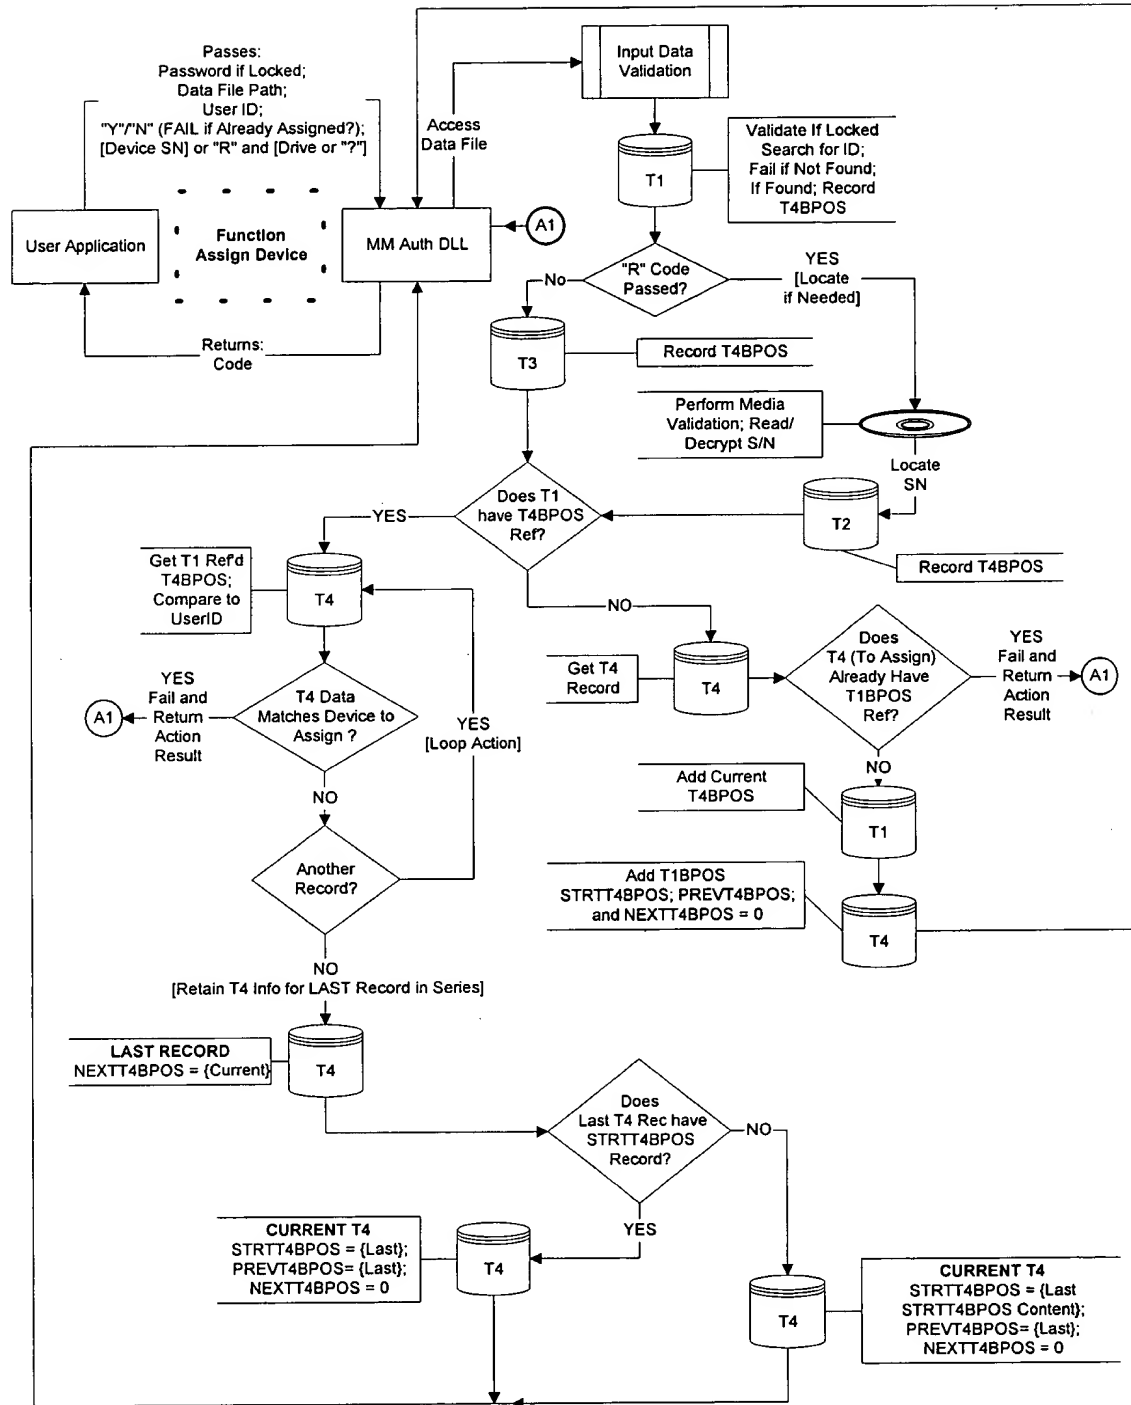 Passes:
Password if Locked;
Data File Path;
User ID;
"Y"/"N" (FAIL if Already Assigned?);
[Device SN] or "R" and [Drive or "?"]
User Application
Function
Assign Device
MM Auth DLL
A1
Returns:
Code
Access
Data File
Input Data
Validation
T1
Validate If Locked
Search for ID;
Fail if Not Found;
If Found; Record
T4BPOS
"R" Code
Passed?
No
YES
[Locate
if Needed]
T3
Record T4BPOS
Perform Media
Validation; Read/
Decrypt S/N
Locate
SN
T2
Record T4BPOS
Does T1
have T4BPOS
Ref?
YES
NO
Get T1 Ref'd
T4BPOS;
Compare to
UserID
T4
T4 Data
Matches Device to
Assign ?
YES
Fail and
Return
Action
Result
A1
YES
[Loop Action]
NO
Another
Record?
NO
[Retain T4 Info for LAST Record in Series]
Get T4
Record
T4
Does
T4 (To Assign)
Already Have
T1BPOS
Ref?
YES
Fail and
Return
Action
Result
A1
NO
Add Current
T4BPOS
T1
Add T1BPOS
STRTT4BPOS; PREVT4BPOS;
and NEXTT4BPOS = 0
T4
LAST RECORD
NEXTT4BPOS = {Current}
T4
Does
Last T4 Rec have
STRTT4BPOS
Record?
NO
YES
CURRENT T4
STRTT4BPOS = {Last};
PREVT4BPOS= {Last};
NEXTT4BPOS = 0
T4
T4
CURRENT T4
STRTT4BPOS = {Last
STRTT4BPOS Content};
PREVT4BPOS= {Last};
NEXTT4BPOS = 0